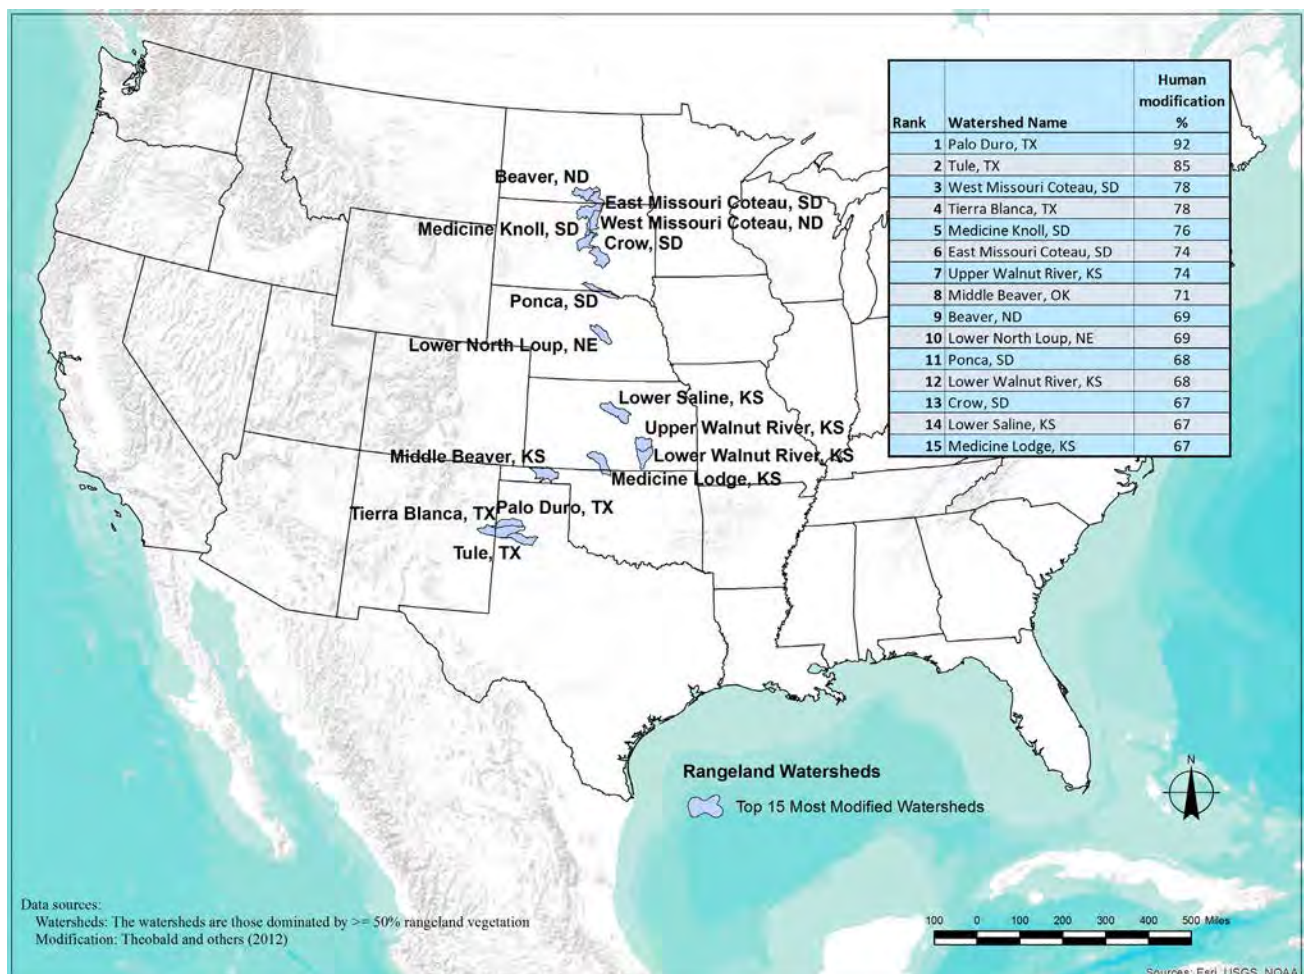 Human
modification
Rank Watershed Name %
1 Palo Duro, TX 92
2 Tule, TX 85
3 West Missouri Coteau, SD 78
4 Tierra Blanca, TX 78
5 Medicine Knoll, SD 76
6 East Missouri Coteau, SD 74
7 Upper Walnut River, KS 74
8 Middle Beaver, OK 71
9 Beaver, ND 69
10 Lower North Loup, NE 69
11 Ponca, SD 68
12 Lower Walnut River, KS 68
13 Crow, SD 67
14 Lower Saline, KS 67
15 Medicine Lodge, KS 67
Beaver, ND
East Missouri Coteau, SD
West Missouri Coteau, ND
Medicine Knoll, SD
Crow, SD
Ponca, SD
Lower North Loup, NE
Lower Saline, KS
Upper Walnut River, KS
Middle Beaver, KS
Lower Walnut River, KS
Medicine Lodge, KS
Palo Duro, TX
Tierra Blanca, TX
Tule, TX
Rangeland Watersheds
Top 15 Most Modified Watersheds
N
Data sources:
Watersheds: The watersheds are those dominated by >= 50% rangeland vegetation
Modification: Theobald and others (2012)
100 0 100 200 300 400 500 Miles
Sources: Esri, USGS, NOAA